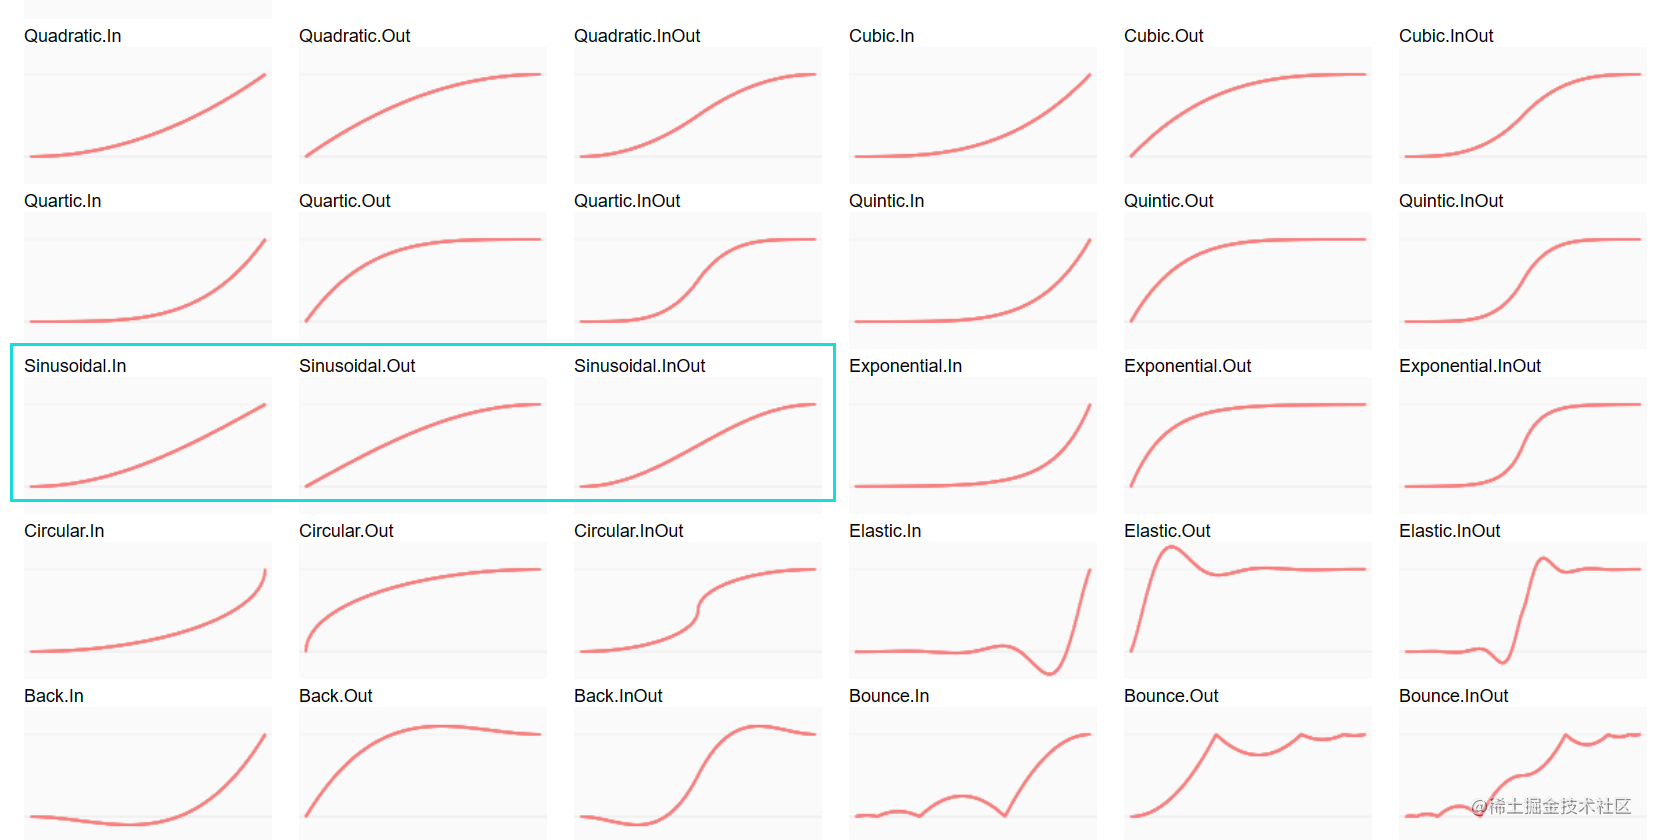 Quadratic.In Quadratic.Out Quadratic.InOut Cubic.In Cubic.Out Cubic.InOut
Quartic.In Quartic.Out Quartic.InOut Quintic.In Quintic.Out Quintic.InOut
Sinusoidal.In Sinusoidal.Out Sinusoidal.InOut Exponential.In Exponential.Out Exponential.InOut
Circular.In Circular.Out Circular.InOut Elastic.In Elastic.Out Elastic.InOut
Back.In Back.Out Back.InOut Bounce.In Bounce.Out Bounce.InOut
@稀土掘金技术社区